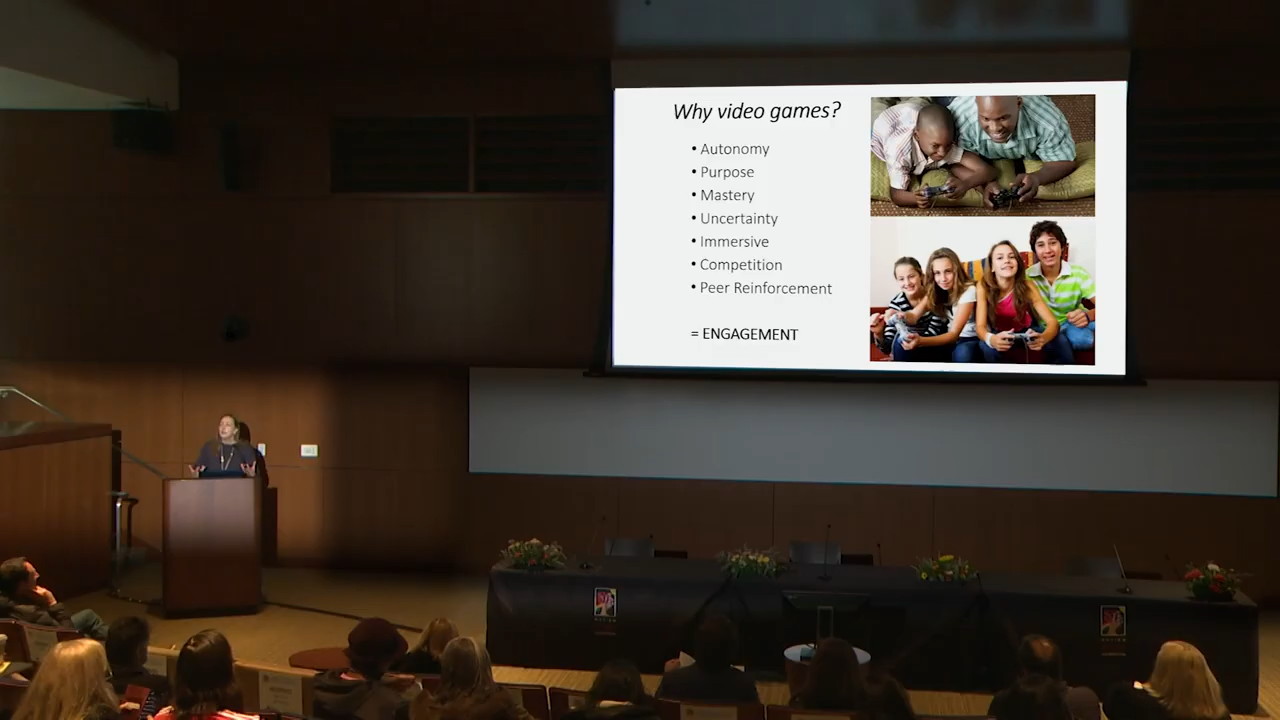 Why video games?
• Autonomy
• Purpose
• Mastery
• Uncertainty
• Immersive
• Competition
• Peer Reinforcement
= ENGAGEMENT